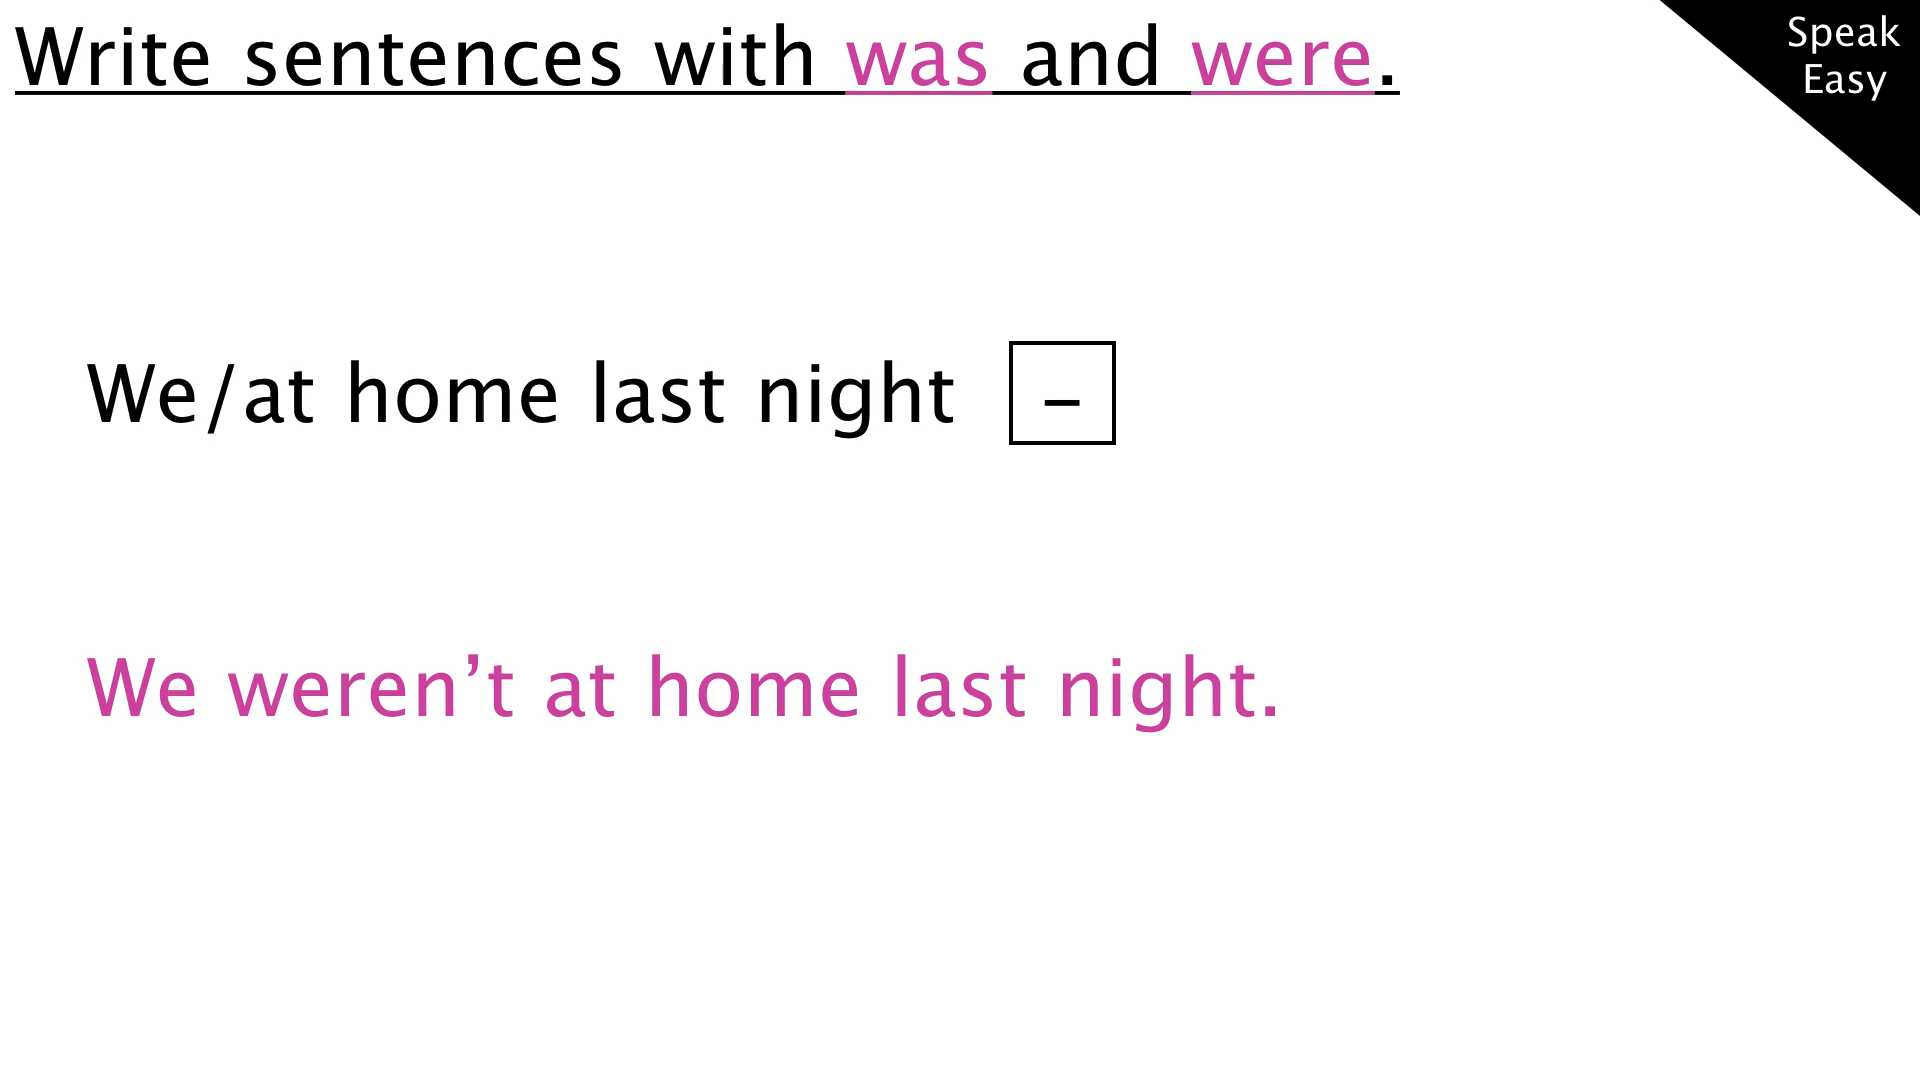 Write sentences with was and were.
Speak
Easy
We/at home last night -
We weren’t at home last night.